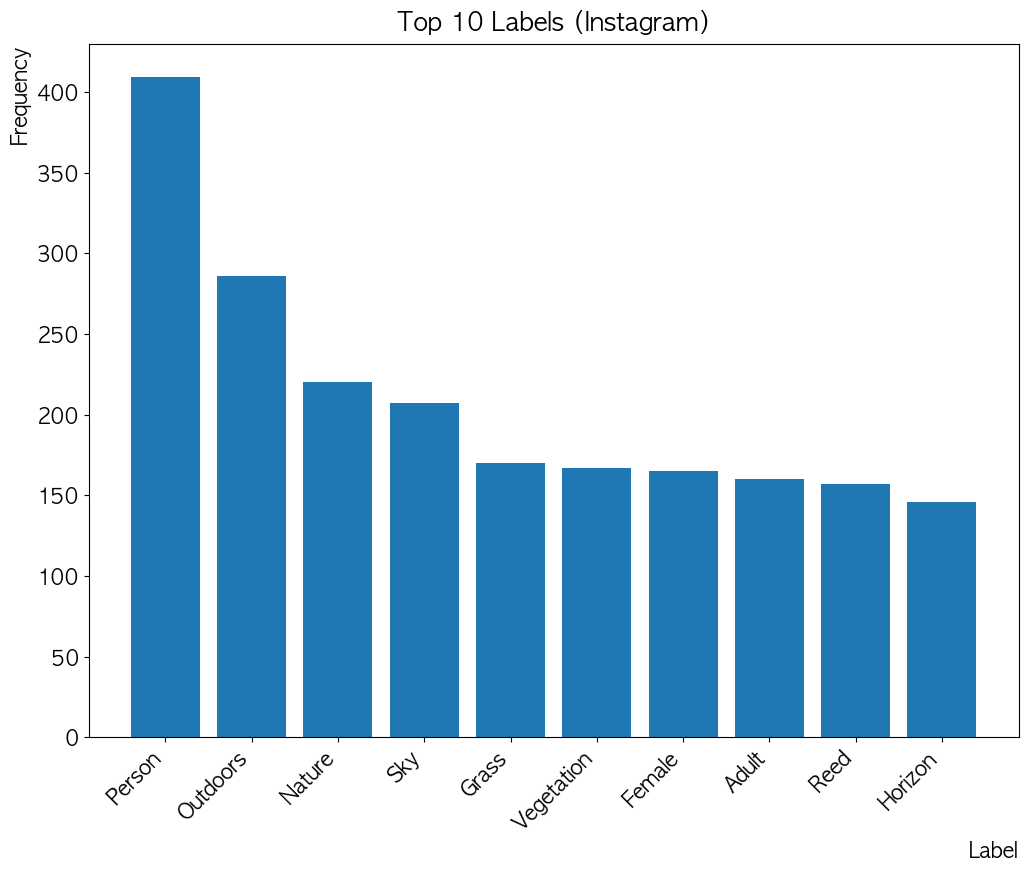 Top 10 Labels (Instagram)
Frequency
400
350
300
250
200
150
100
50
0
Person
Outdoors
Nature
Sky
Grass
Vegetation
Female
Adult
Reed
Horizon
Label